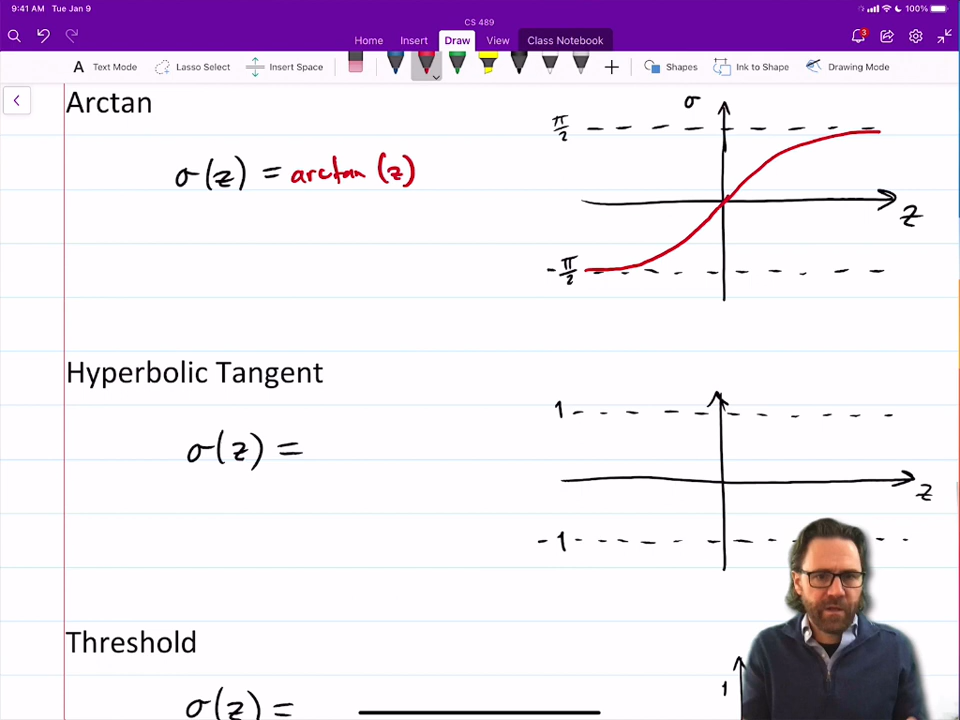 9:41 AM Tue Jan 9
100%
CS 489
Home Insert Draw View Class Notebook
3
A Text Mode Lasso Select Insert Space + Shapes Ink to Shape Drawing Mode
Arctan
σ
π/2
σ(z) = arctan(z)
z
-π/2
Hyperbolic Tangent
1
σ(z) =
z
-1
Threshold
1
σ(z) =